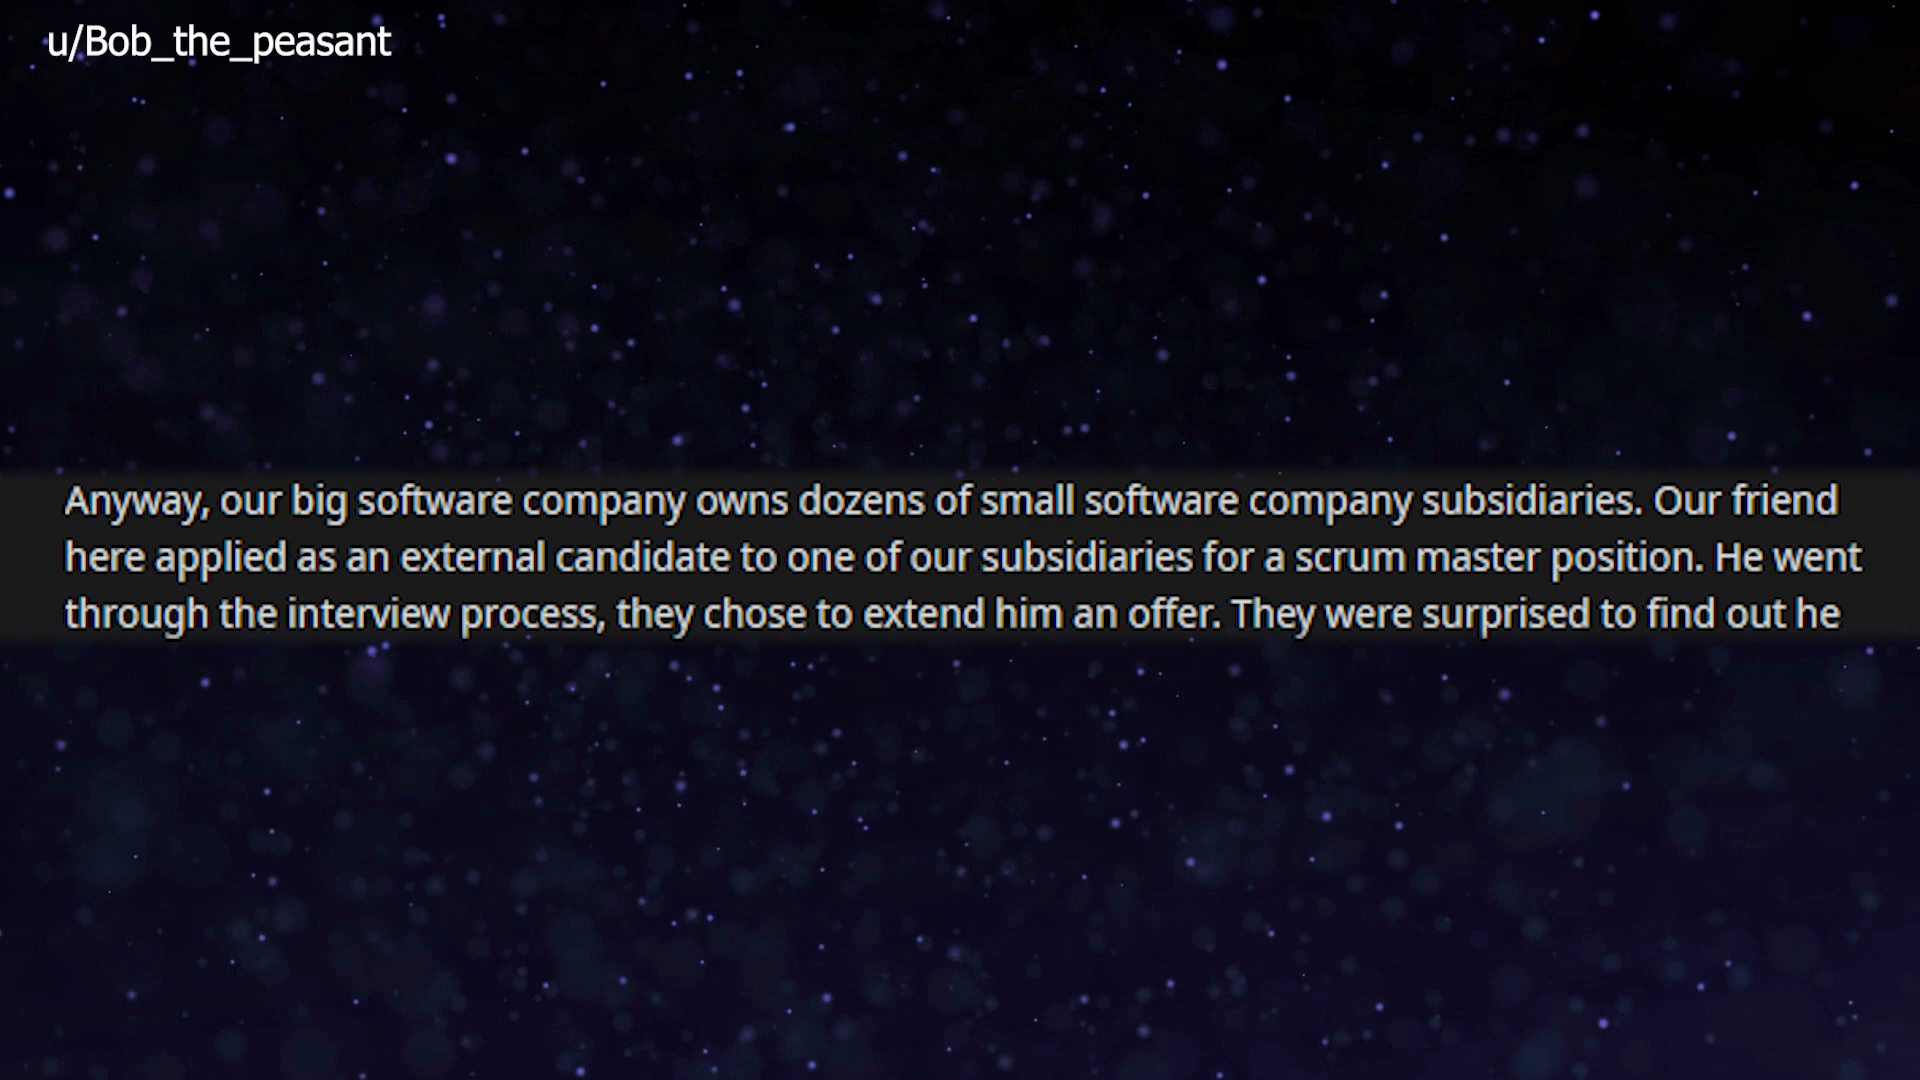 u/Bob_the_peasant
Anyway, our big software company owns dozens of small software company subsidiaries. Our friend
here applied as an external candidate to one of our subsidiaries for a scrum master position. He went
through the interview process, they chose to extend him an offer. They were surprised to find out he